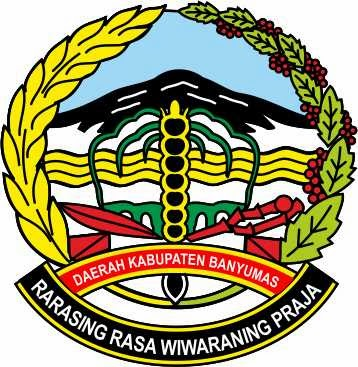 DAERAH KABUPATEN BANYUMAS
RARASING RASA WIWARANING PRAJA